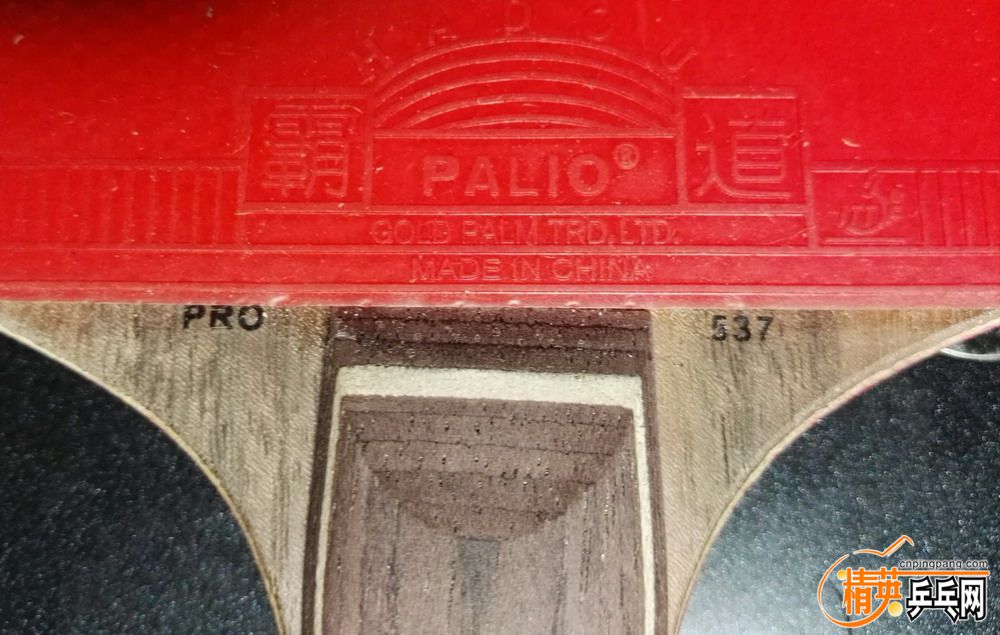 HADOU
霸 PALIO® 道
GOLD PALM TRD.LTD.
MADE IN CHINA
PRO 537
cnpingpang.com
精英乒乓网